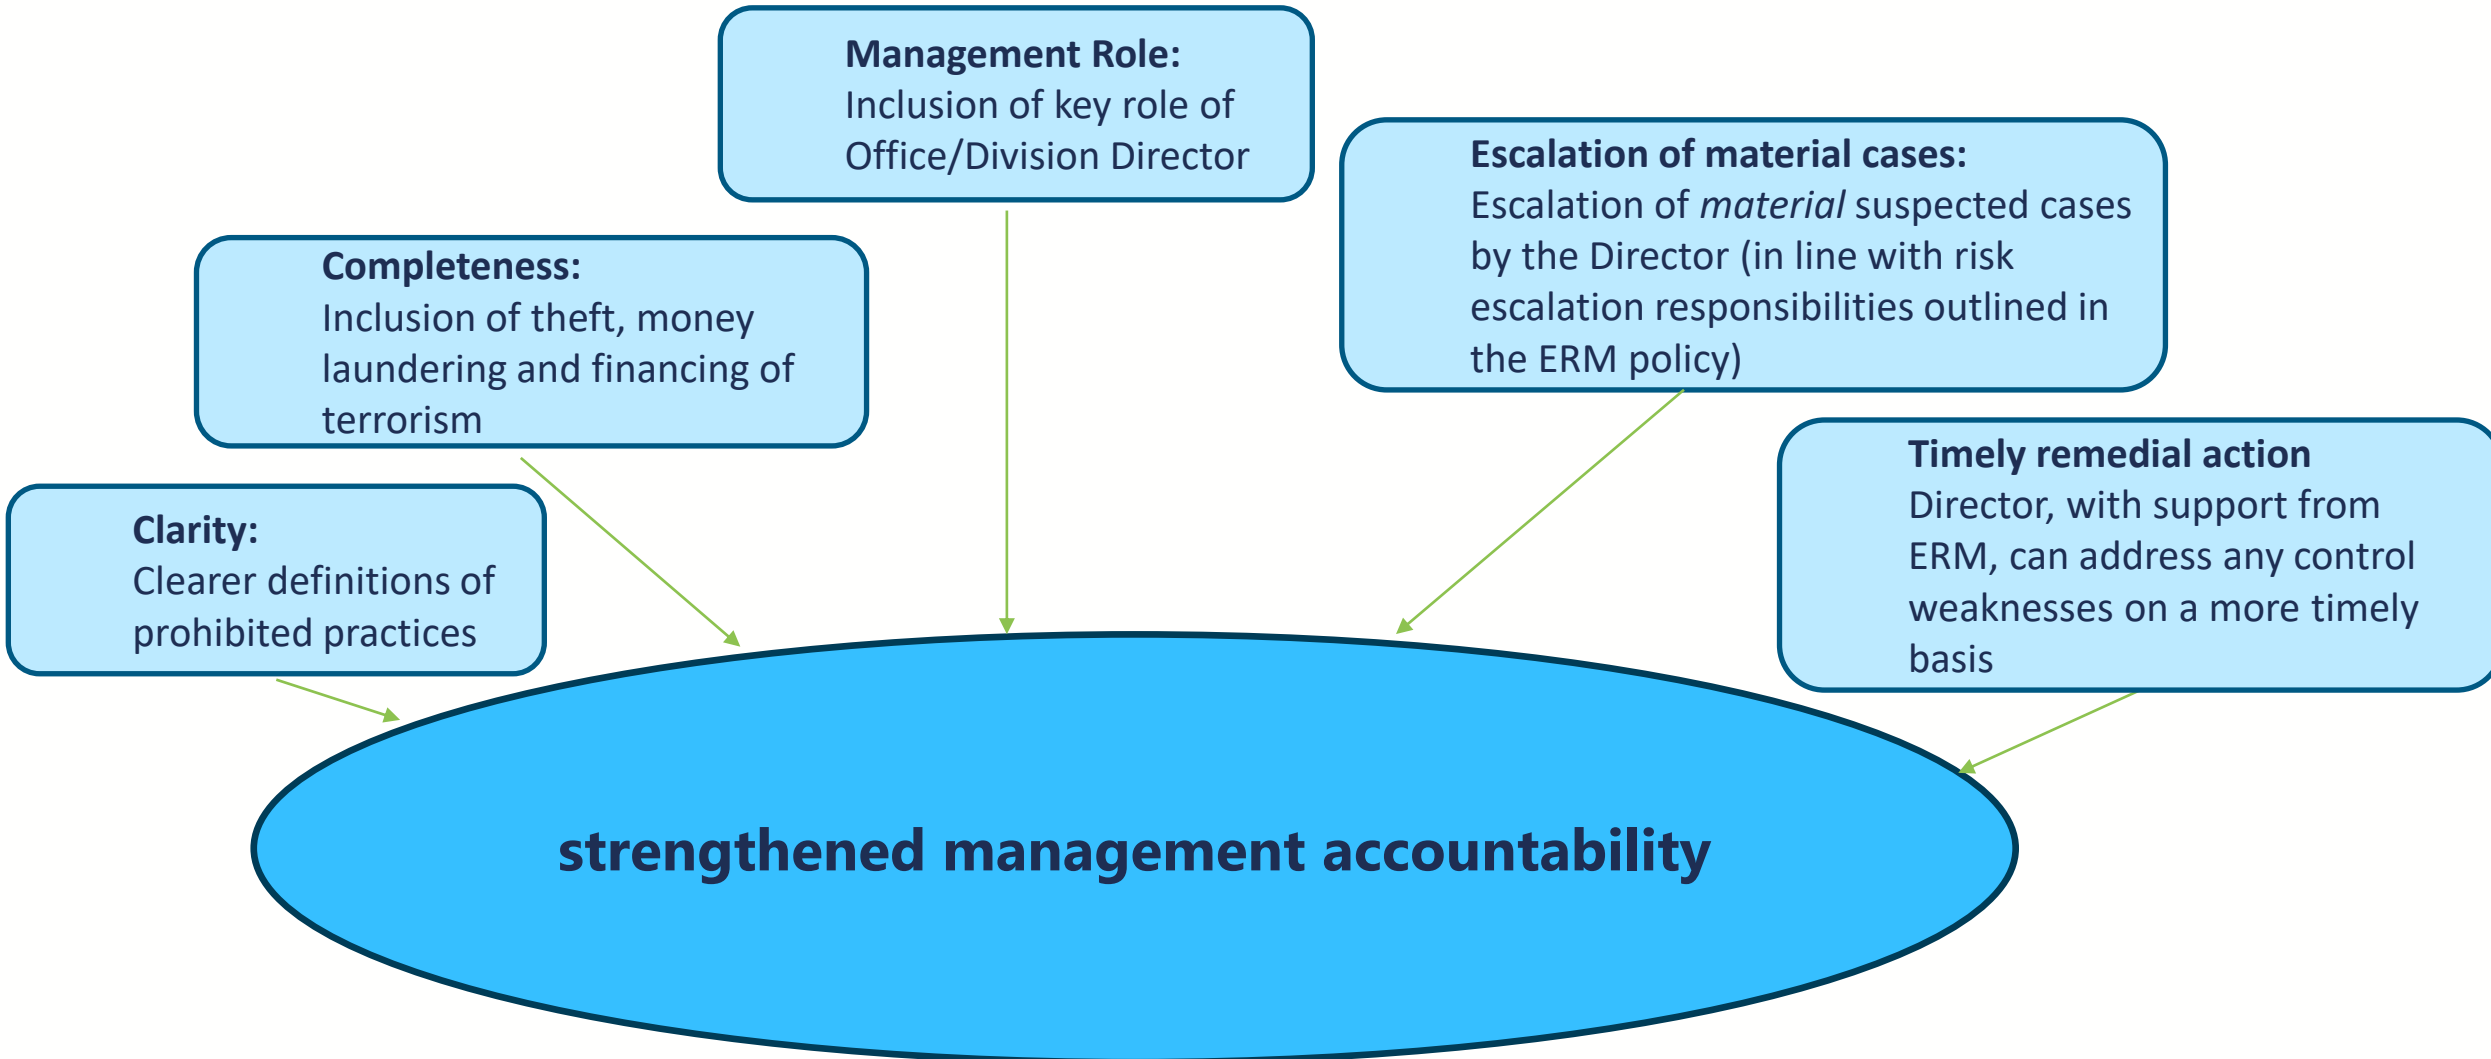 Management Role:
Inclusion of key role of
Office/Division Director
Escalation of material cases:
Escalation of material suspected cases
by the Director (in line with risk
escalation responsibilities outlined in
the ERM policy)
Completeness:
Inclusion of theft, money
laundering and financing of
terrorism
Timely remedial action
Director, with support from
ERM, can address any control
weaknesses on a more timely
basis
Clarity:
Clearer definitions of
prohibited practices
strengthened management accountability